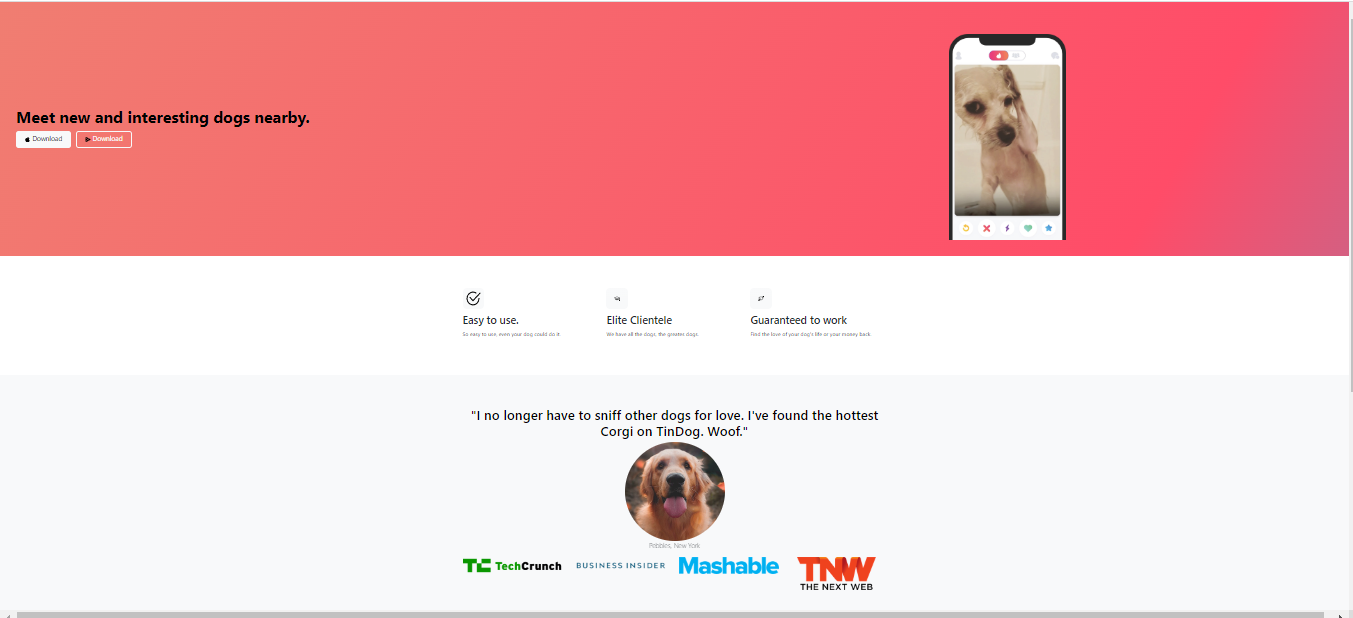 Meet new and interesting dogs nearby.
Download Download
Easy to use. Elite Clientele Guaranteed to work
So easy to use, even your dog could do it. We have all the dogs, the greates dogs. Find the love of your dog's life or your money back.
"I no longer have to sniff other dogs for love. I've found the hottest
Corgi on TinDog. Woof."
Pebbles, New York
TC TechCrunch BUSINESS INSIDER Mashable TNW
THE NEXT WEB